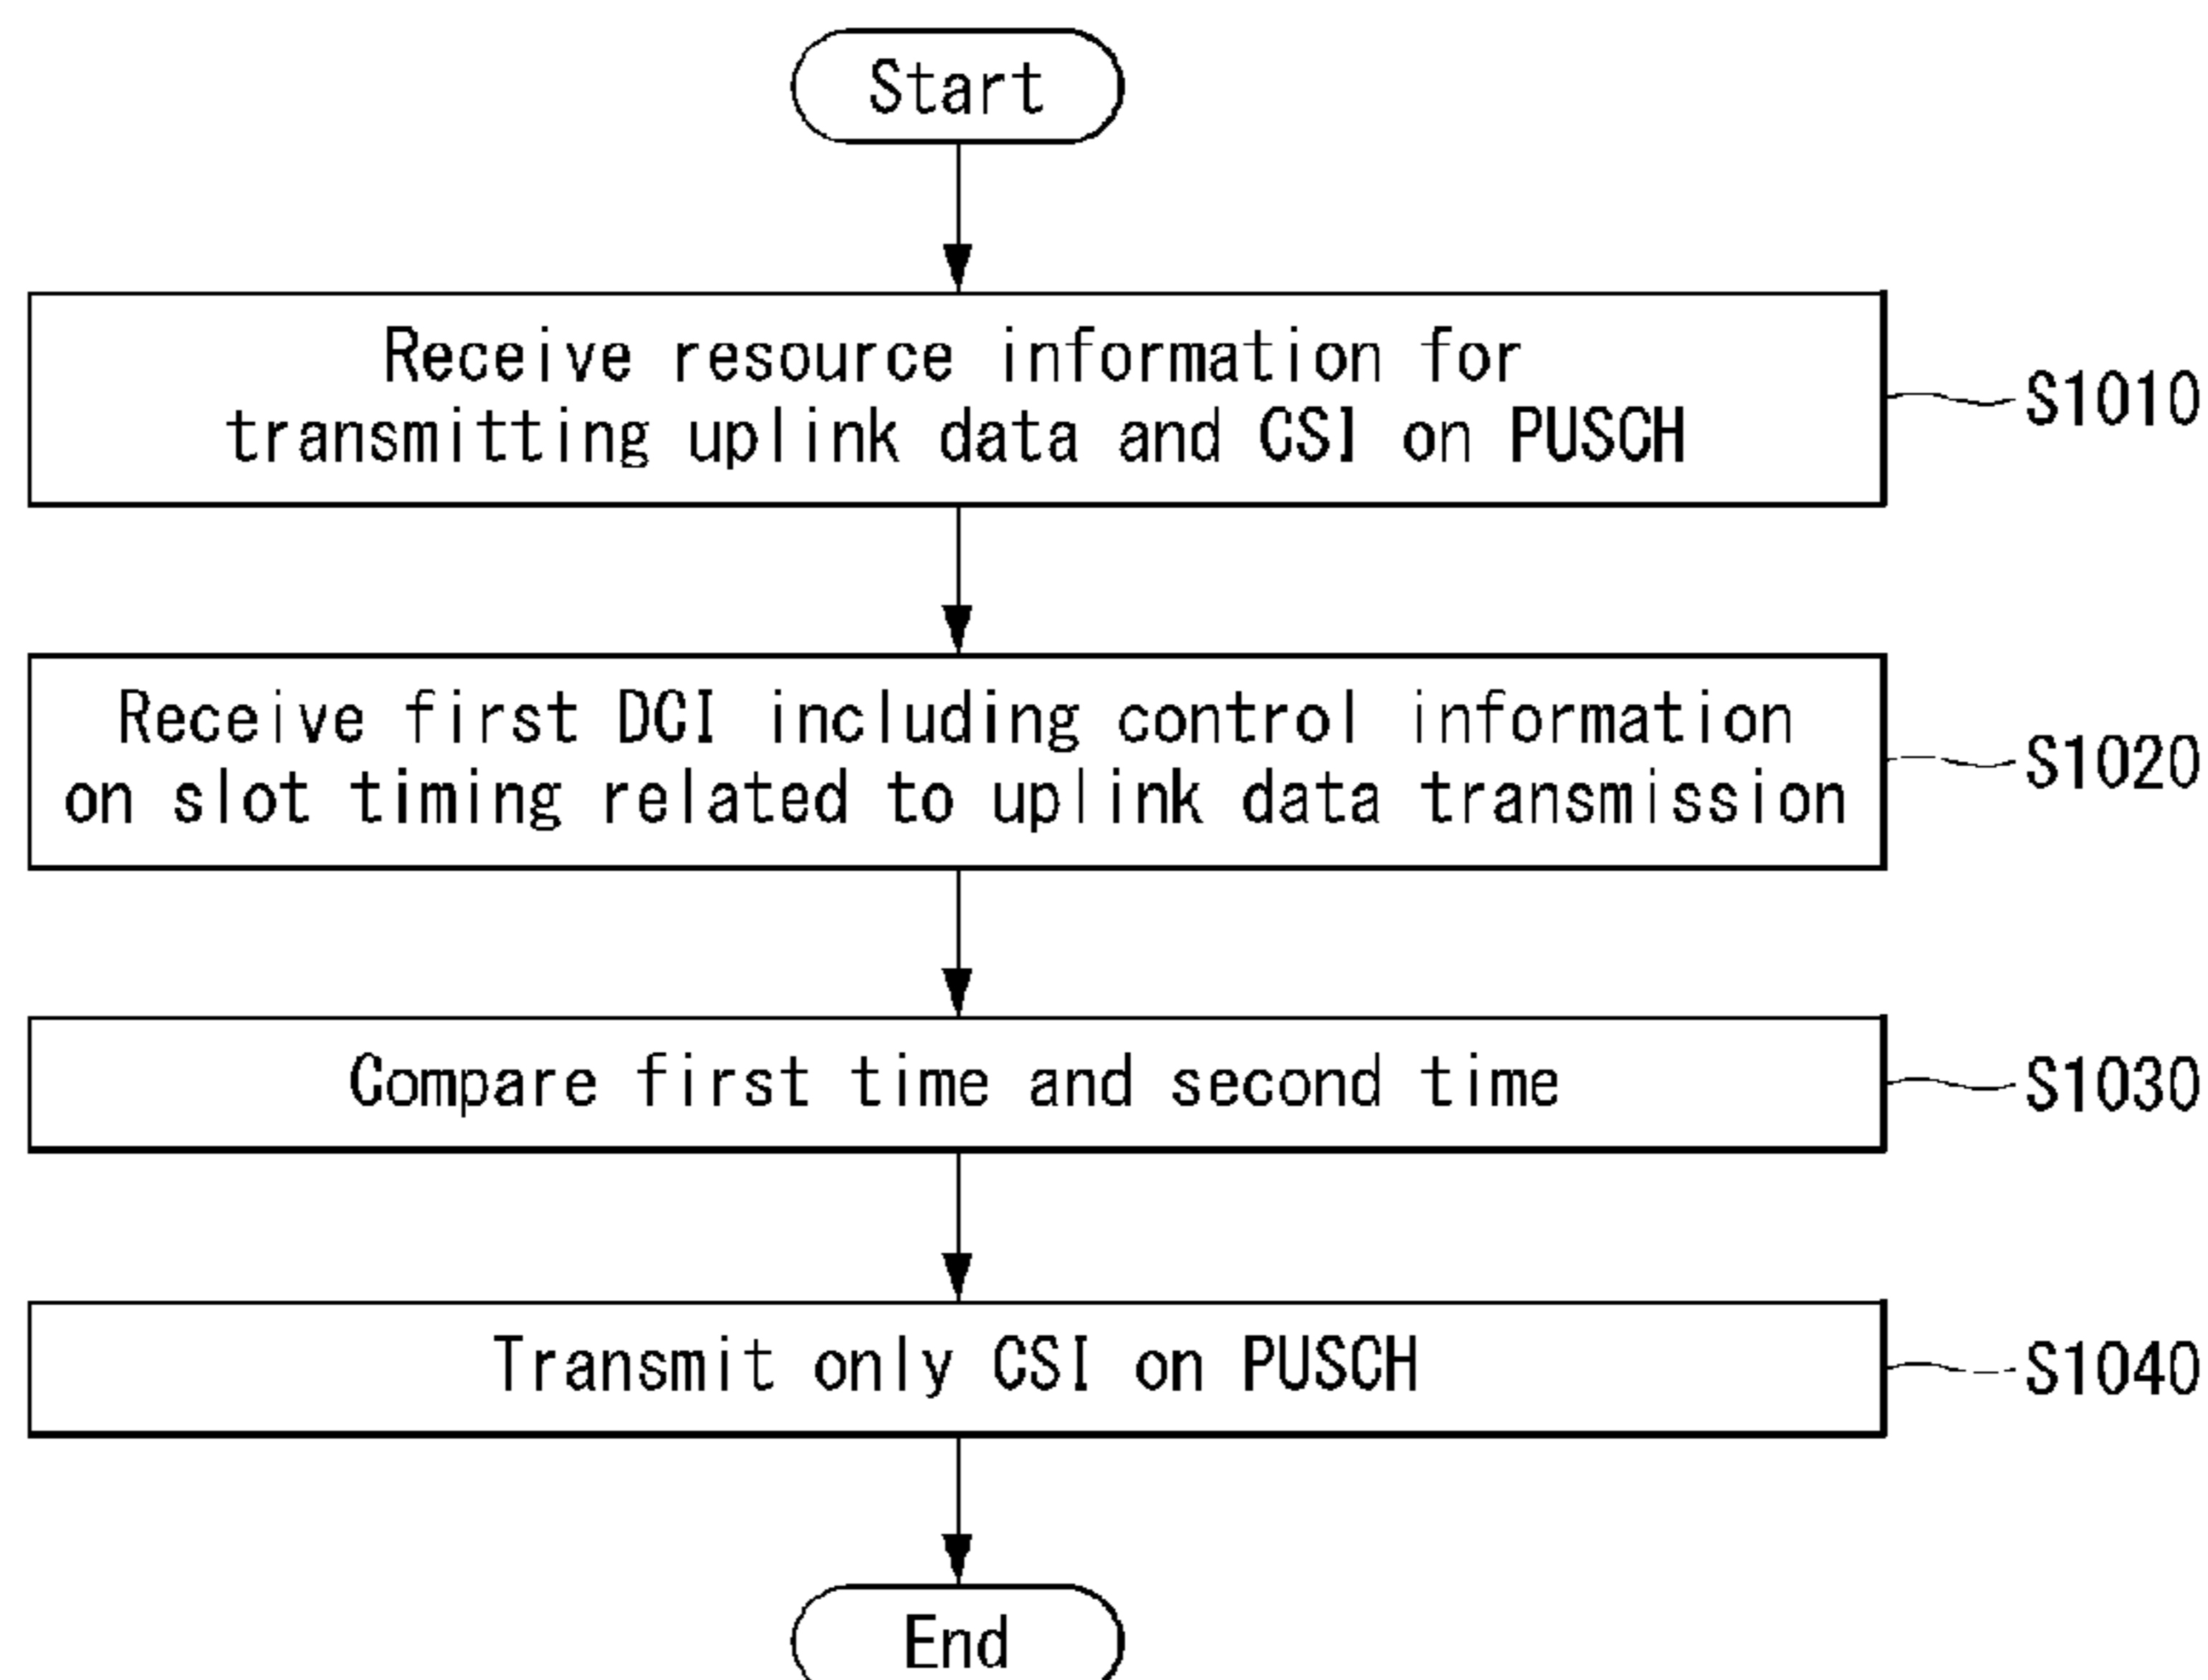 Start
Receive resource information for
transmitting uplink data and CSI on PUSCH
S1010
Receive first DCI including control information
on slot timing related to uplink data transmission
S1020
Compare first time and second time
S1030
Transmit only CSI on PUSCH
S1040
End